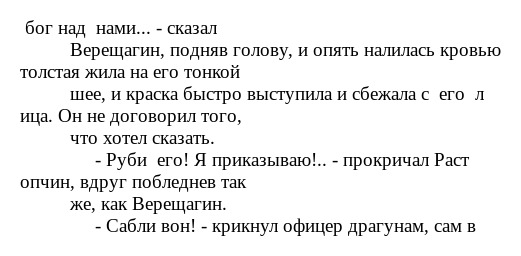 бог над  нами... - сказал
Верещагин, подняв голову, и опять налилась кровью
толстая жила на его тонкой
шее, и краска быстро выступила и сбежала с  его  л
ица. Он не договорил того,
что хотел сказать.
- Руби  его! Я приказываю!.. - прокричал Раст
опчин, вдруг побледнев так
же, как Верещагин.
- Сабли вон! - крикнул офицер драгунам, сам в